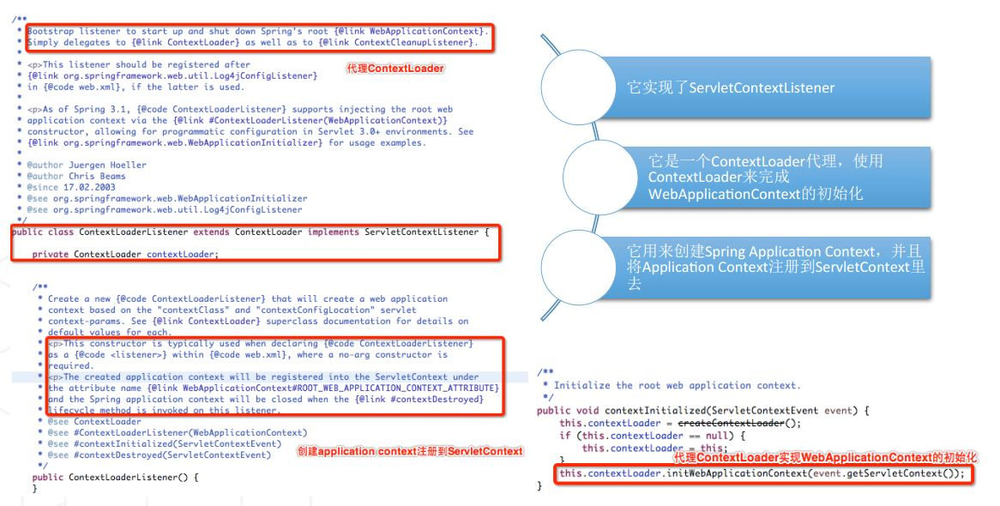 /**
* Bootstrap listener to start up and shut down Spring's root {@link WebApplicationContext}.
* Simply delegates to {@link ContextLoader} as well as to {@link ContextCleanupListener}.
*
* <p>This listener should be registered after
* {@link org.springframework.web.util.Log4jConfigListener}
* in {@code web.xml}, if the latter is used.
*
* <p>As of Spring 3.1, {@code ContextLoaderListener} supports injecting the root web
* application context via the {@link #ContextLoaderListener(WebApplicationContext)}
* constructor, allowing for programmatic configuration in Servlet 3.0+ environments. See
* {@link org.springframework.web.WebApplicationInitializer} for usage examples.
*
* @author Juergen Hoeller
* @author Chris Beams
* @since 17.02.2003
* @see org.springframework.web.WebApplicationInitializer
* @see org.springframework.web.util.Log4jConfigListener
*/
public class ContextLoaderListener extends ContextLoader implements ServletContextListener {
private ContextLoader contextLoader;
代理ContextLoader
/**
* Create a new {@code ContextLoaderListener} that will create a web application
* context based on the "contextClass" and "contextConfigLocation" servlet
* context-params. See {@link ContextLoader} superclass documentation for details on
* default values for each.
* <p>This constructor is typically used when declaring {@code ContextLoaderListener}
* as a {@code <listener>} within {@code web.xml}, where a no-arg constructor is
* required.
* <p>The created application context will be registered into the ServletContext under
* the attribute name {@link WebApplicationContext#ROOT_WEB_APPLICATION_CONTEXT_ATTRIBUTE}
* and the Spring application context will be closed when the {@link #contextDestroyed}
* lifecycle method is invoked on this listener.
* @see ContextLoader
* @see #ContextLoaderListener(WebApplicationContext)
* @see #contextInitialized(ServletContextEvent)
* @see #contextDestroyed(ServletContextEvent)
*/
public ContextLoaderListener() {
}
创建application context注册到ServletContext
它实现了ServletContextListener
它是一个ContextLoader代理，使用
ContextLoader来完成
WebApplicationContext的初始化
它用来创建Spring Application Context，并且
将Application Context注册到ServletContext里
去
/**
* Initialize the root web application context.
*/
public void contextInitialized(ServletContextEvent event) {
this.contextLoader = createContextLoader();
if (this.contextLoader == null) {
this.contextLoader = this;
}
代理ContextLoader实现WebApplicationContext的初始化
this.contextLoader.initWebApplicationContext(event.getServletContext());
}